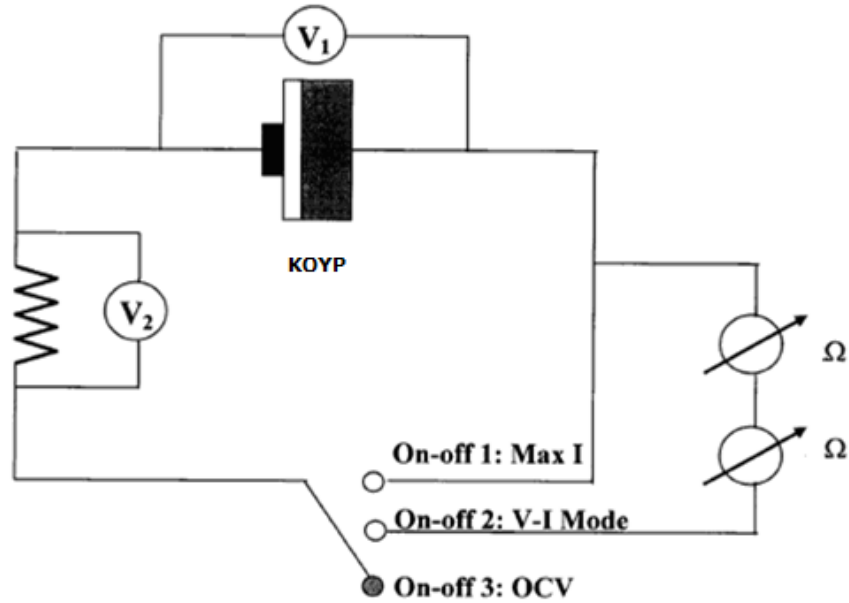 V₁
KOYP
V₂
Ω
Ω
On-off 1: Max I
On-off 2: V-I Mode
On-off 3: OCV